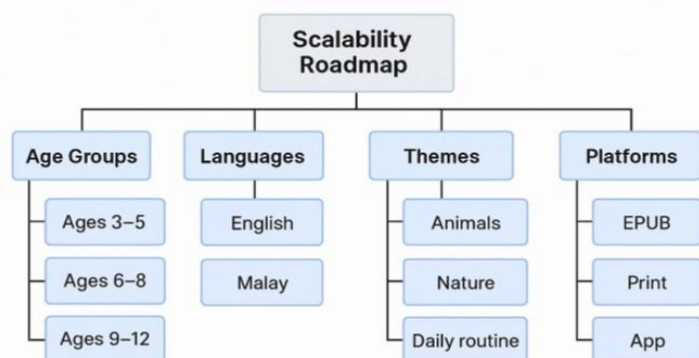 Scalability
Roadmap
Age Groups
Languages
Themes
Platforms
Ages 3–5
English
Animals
EPUB
Ages 6–8
Malay
Nature
Print
Ages 9–12
Daily routine
App